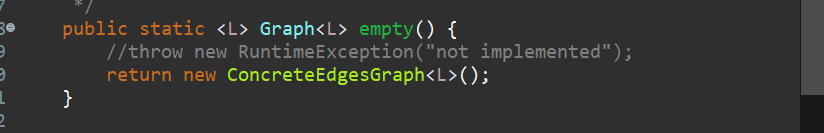 */
public static <L> Graph<L> empty() {
//throw new RuntimeException("not implemented");
return new ConcreteEdgesGraph<L>();
}